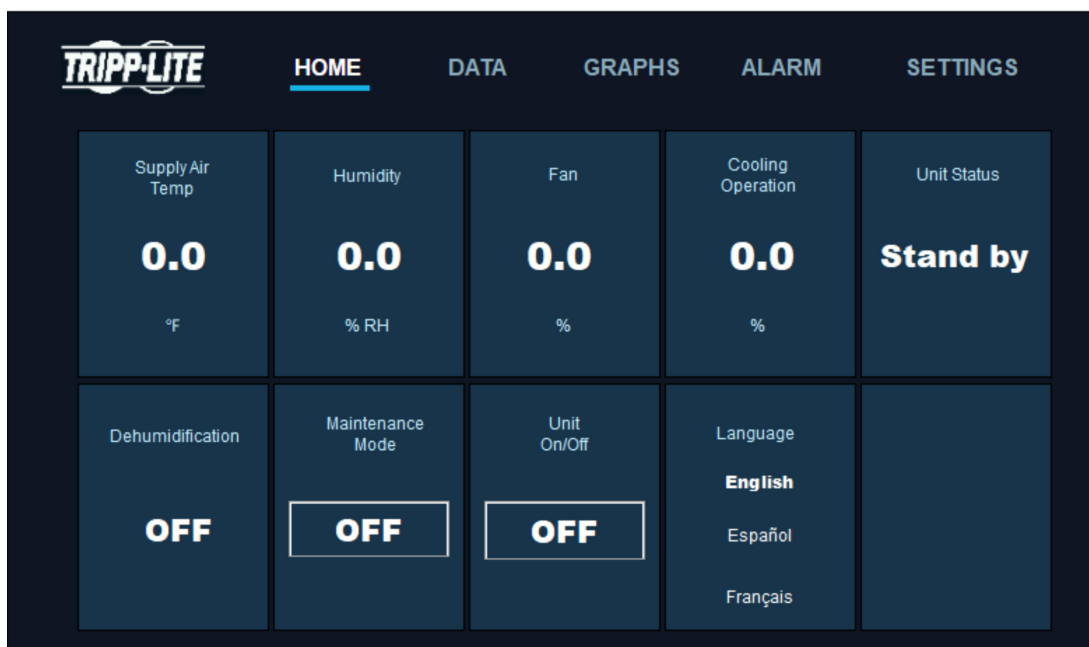 TRIPP·LITE
HOME DATA GRAPHS ALARM SETTINGS
Supply Air
Temp
0.0
°F
Humidity
0.0
% RH
Fan
0.0
%
Cooling
Operation
0.0
%
Unit Status
Stand by
Dehumidification
OFF
Maintenance
Mode
OFF
Unit
On/Off
OFF
Language
English
Español
Français